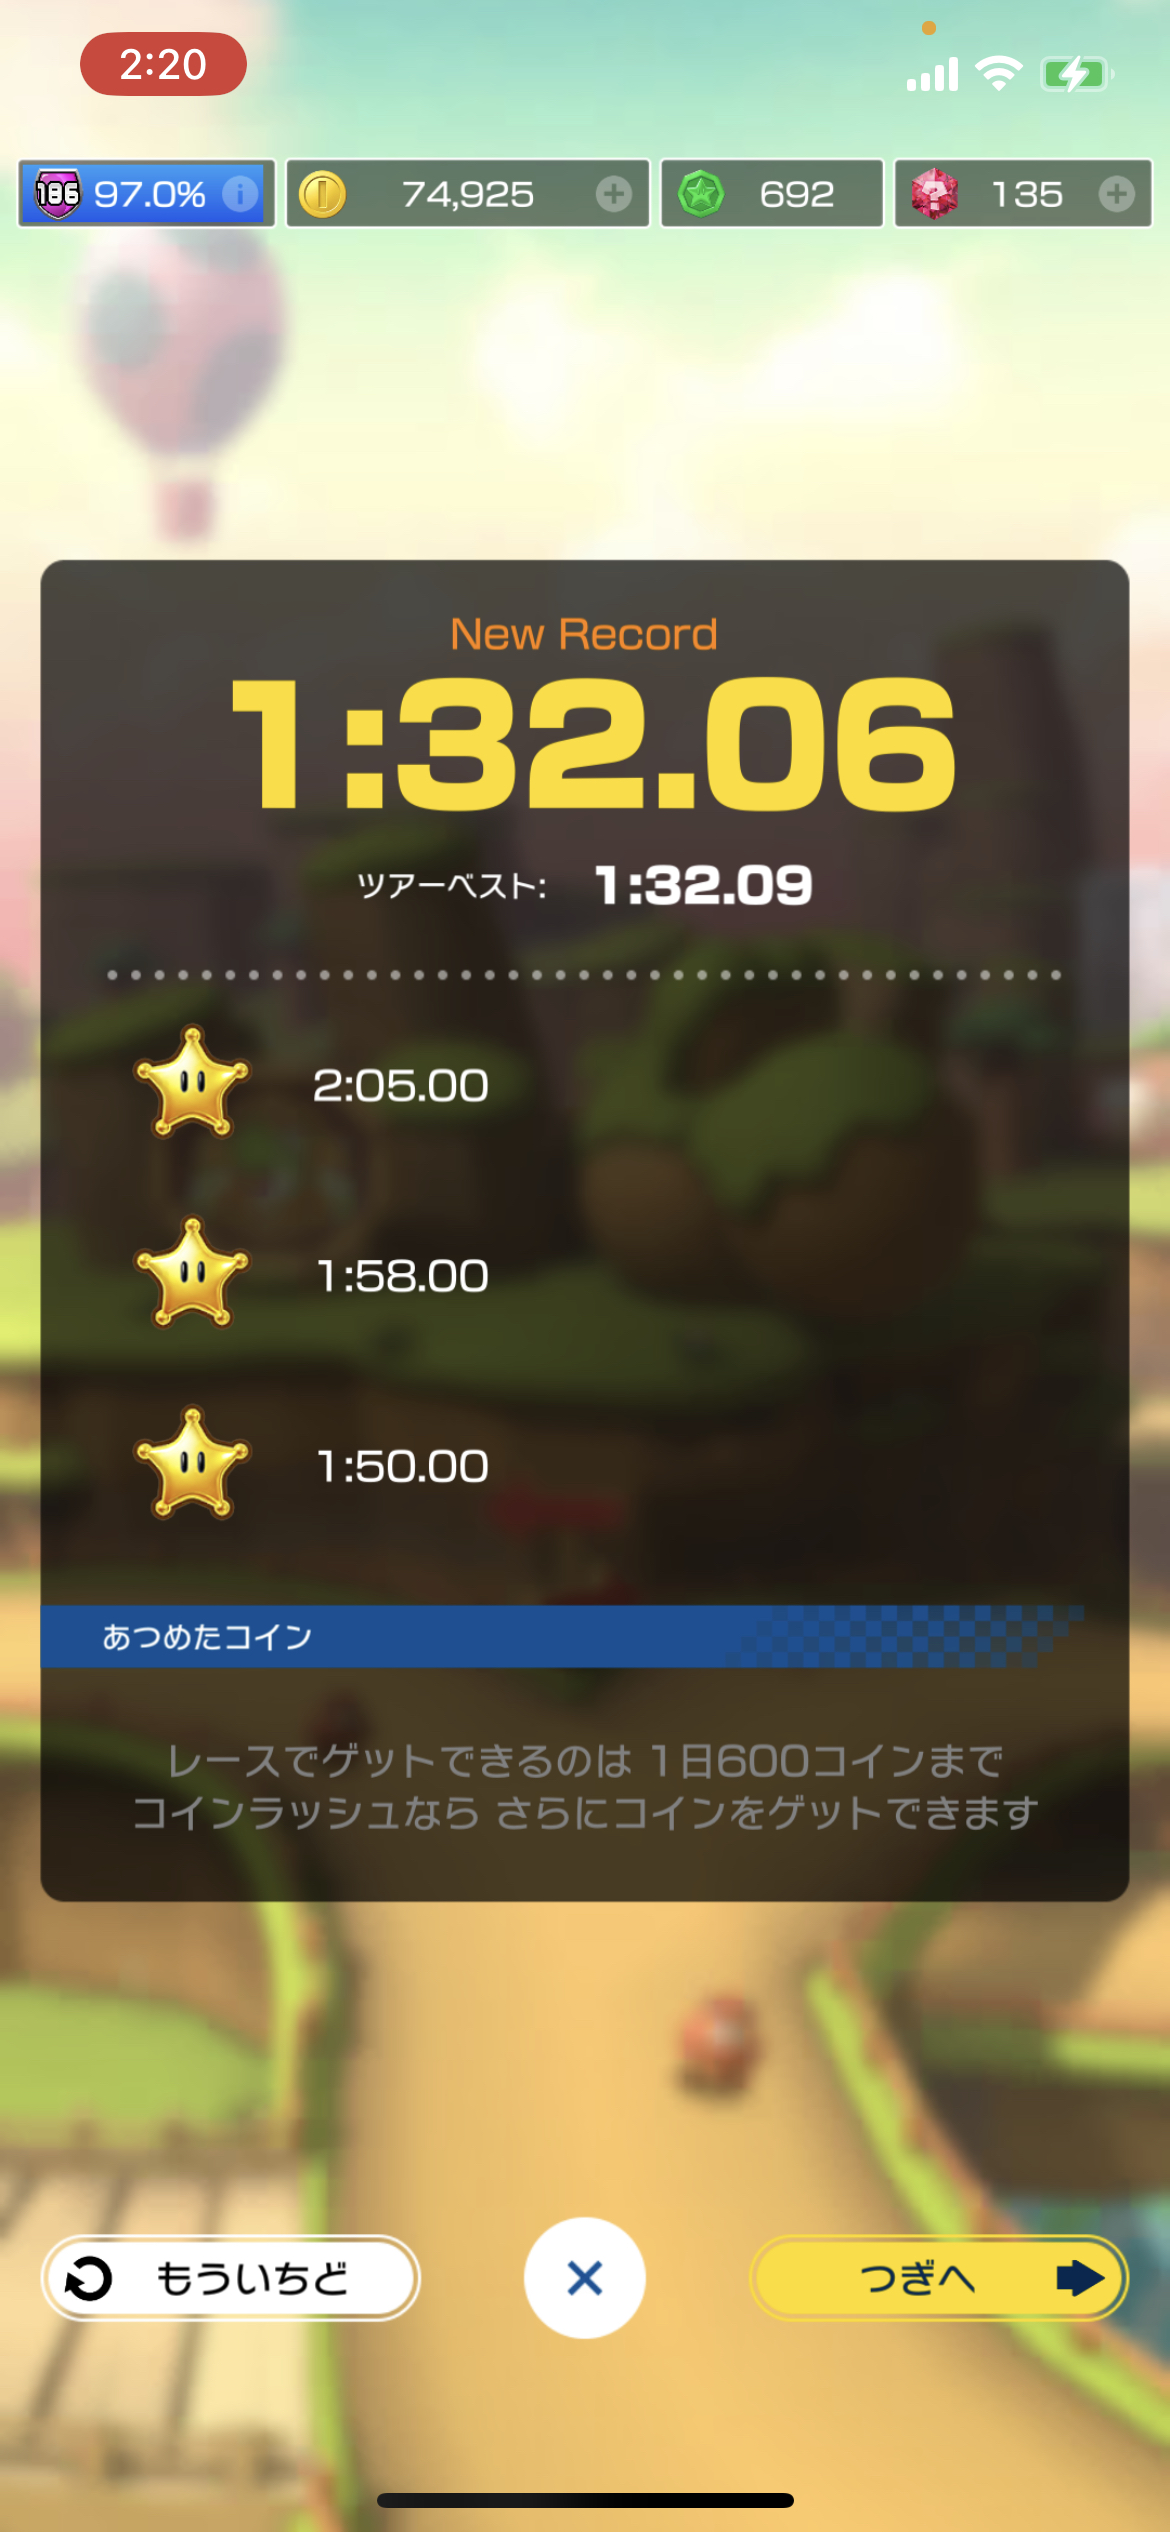 2:20
186 97.0% i 74,925 + 692 135 +
New Record
1:32.06
ツアーベスト: 1:32.09
2:05.00
1:58.00
1:50.00
あつめたコイン
レースでゲットできるのは 1日600コインまで
コインラッシュなら さらにコインをゲットできます
もういちど × つぎへ